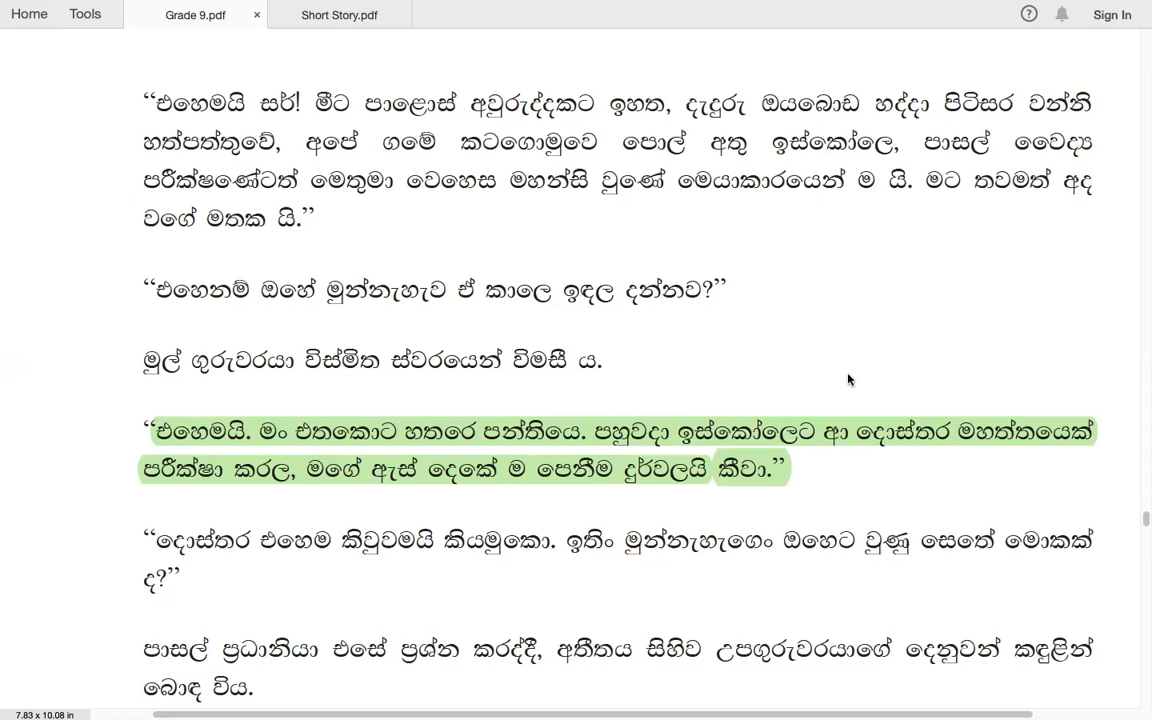 Home Tools Grade 9.pdf × Short Story.pdf ? Sign In
“එහෙමයි සර්! මීට පාළොස් අවුරුද්දකට ඉහත, දැදුරු ඔයබොඩ හද්දා පිටිසර වන්නි
හත්පත්තුවේ, අපේ ගමේ කටගොමුවෙ පොල් අතු ඉස්කෝලෙ, පාසල් වෛද්‍ය
පරීක්ෂණේටත් මෙතුමා වෙහෙස මහන්සි වුණේ මෙයාකාරයෙන් ම යි. මට තවමත් අද
වගේ මතක යි.”
“එහෙනම් ඔහේ මුන්නැහැව ඒ කාලෙ ඉඳල දන්නව?”
මුල් ගුරුවරයා විස්මිත ස්වරයෙන් විමසී ය.
“එහෙමයි. මං එතකොට හතරෙ පන්තියෙ. පහුවදා ඉස්කෝලෙට ආ දොස්තර මහත්තයෙක්
පරීක්ෂා කරල, මගේ ඇස් දෙකේ ම පෙනීම දුර්වලයි කීවා.”
“දොස්තර එහෙම කිවුවමයි කියමුකො. ඉතිං මුන්නැහැගෙං ඔහෙට වුණු සෙතේ මොකක්
ද?”
පාසල් ප්‍රධානියා එසේ ප්‍රශ්න කරද්දී, අතීතය සිහිව උපගුරුවරයාගේ දෙනුවන් කඳුළින්
බොඳ විය.
7.83 x 10.08 in